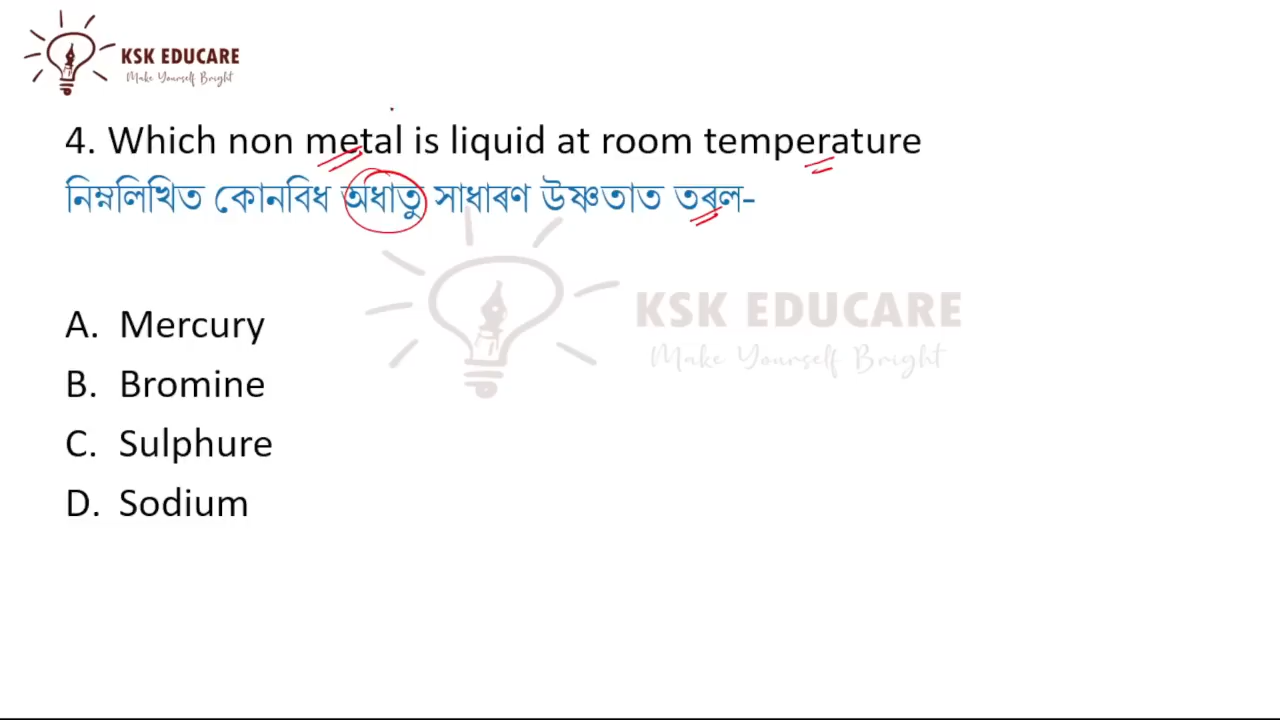 KSK EDUCARE
Make Yourself Bright
4. Which non metal is liquid at room temperature
নিম্নলিখিত কোনবিধ অধাতু সাধাৰণ উষ্ণতাত তৰল-
KSK EDUCARE
Make Yourself Bright
A. Mercury
B. Bromine
C. Sulphure
D. Sodium